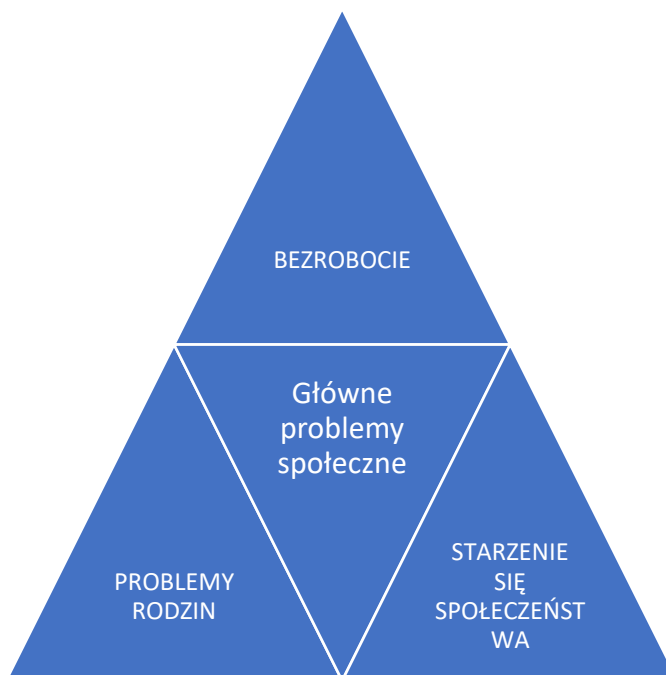 BEZROBOCIE
Główne
problemy
społeczne
PROBLEMY
RODZIN
STARZENIE
SIĘ
SPOŁECZEŃST
WA